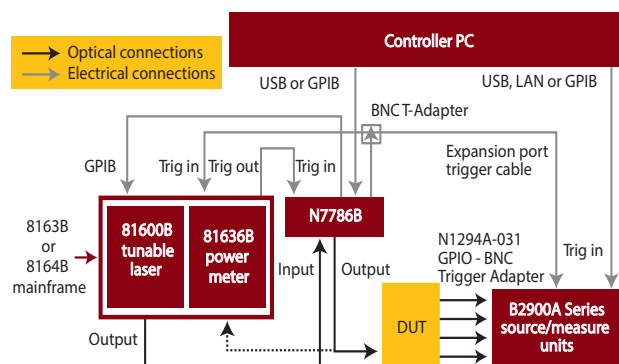 Controller PC
Optical connections
Electrical connections
USB or GPIB
USB, LAN or GPIB
BNC T-Adapter
GPIB
Trig in
Trig out
Trig in
Expansion port
trigger cable
8163B
or
8164B
mainframe
81600B
tunable
laser
81636B
power
meter
N7786B
Input
Output
N1294A-031
GPIO - BNC
Trigger Adapter
Trig in
DUT
B2900A Series
source/measure
units
Output